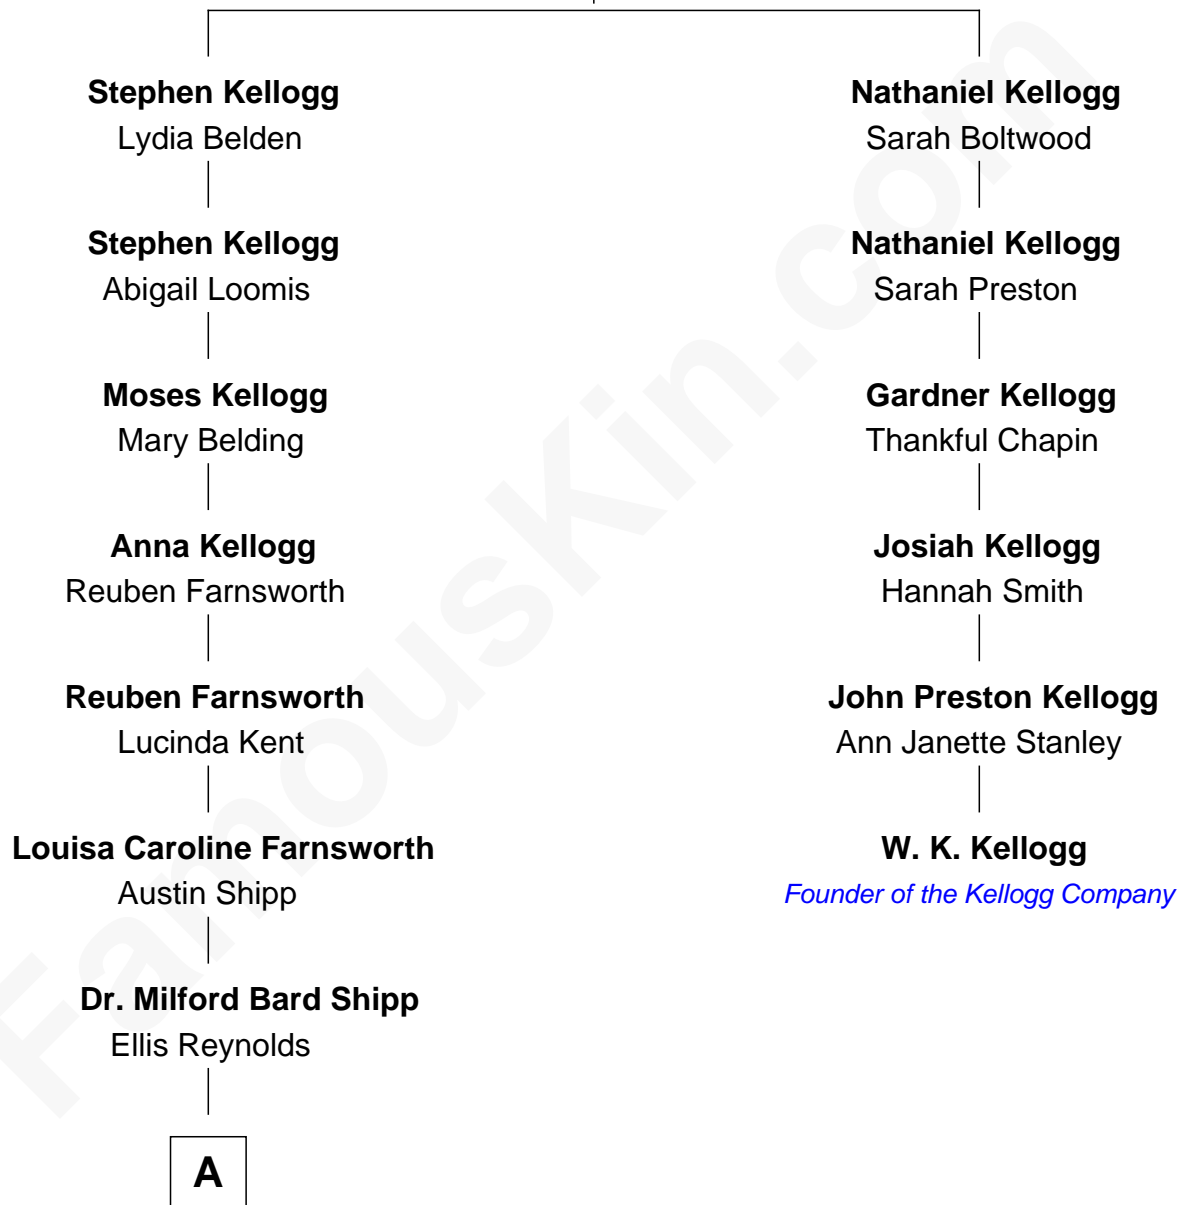 Stephen Kellogg
Lydia Belden
Stephen Kellogg
Abigail Loomis
Moses Kellogg
Mary Belding
Anna Kellogg
Reuben Farnsworth
Reuben Farnsworth
Lucinda Kent
Louisa Caroline Farnsworth
Austin Shipp
Dr. Milford Bard Shipp
Ellis Reynolds
A
Nathaniel Kellogg
Sarah Boltwood
Nathaniel Kellogg
Sarah Preston
Gardner Kellogg
Thankful Chapin
Josiah Kellogg
Hannah Smith
John Preston Kellogg
Ann Janette Stanley
W. K. Kellogg
Founder of the Kellogg Company
FamousKin.com